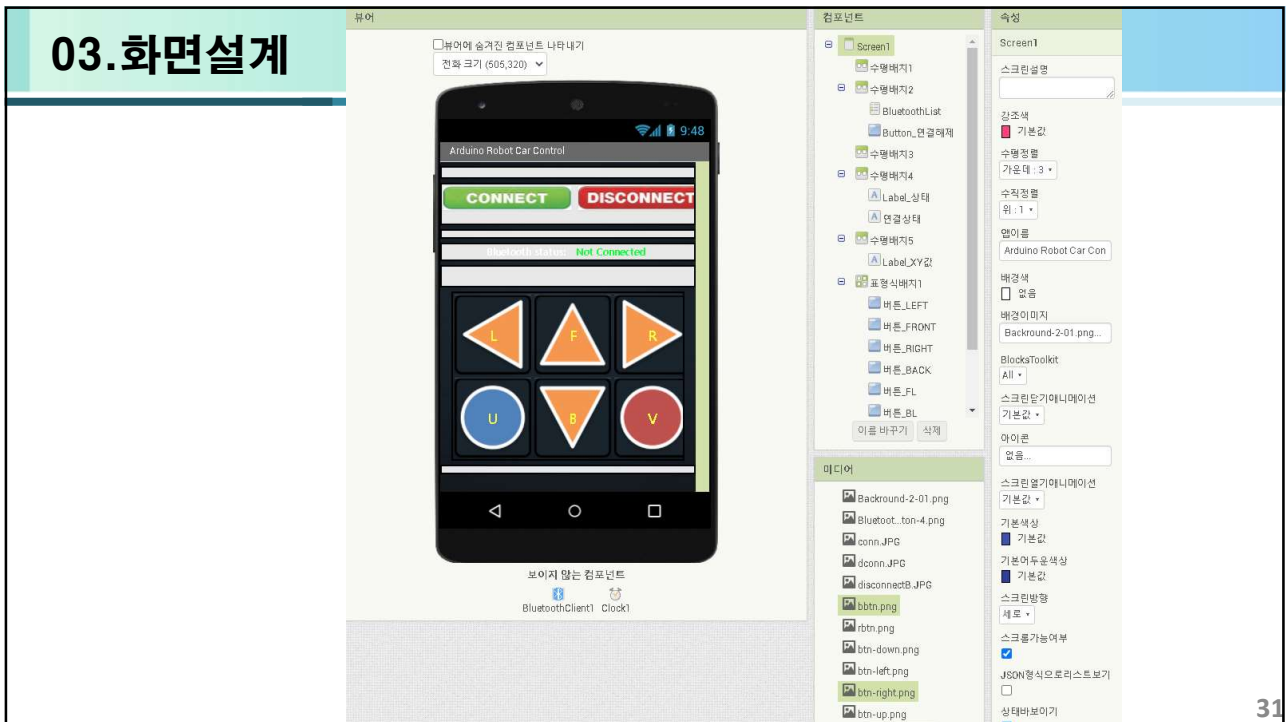 03.화면설계
뷰어
뷰어에 숨겨진 컴포넌트 나타내기
전화 크기 (505,320)
9:48
Arduino Robot Car Control
CONNECT
DISCONNECT
Bluetooth status: Not Connected
L
F
R
U
B
V
보이지 않는 컴포넌트
BluetoothClient1 Clock1
컴포넌트
Screen1
수평배치1
수평배치2
BluetoothList
Button_연결해제
수평배치3
수평배치4
Label_상태
연결상태
수평배치5
Label_XY값
표형식배치1
버튼_LEFT
버튼_FRONT
버튼_RIGHT
버튼_BACK
버튼_FL
버튼_BL
이름 바꾸기 삭제
미디어
Backround-2-01.png
Bluetoot...ton-4.png
conn.JPG
dconn.JPG
disconnectB.JPG
bbtn.png
rbtn.png
btn-down.png
btn-left.png
btn-right.png
btn-up.png
속성
Screen1
스크린설명
강조색
기본값
수평정렬
가운데 : 3
수직정렬
위 : 1
앱이름
Arduino Robot Car Con
배경색
없음
배경이미지
Backround-2-01.png...
BlocksToolkit
All
스크린닫기애니메이션
기본값
아이콘
없음...
스크린열기애니메이션
기본값
기본색상
기본값
기본어두운색상
기본값
스크린방향
세로
스크롤가능여부
JSON형식으로리스트보기
상태바보이기
31